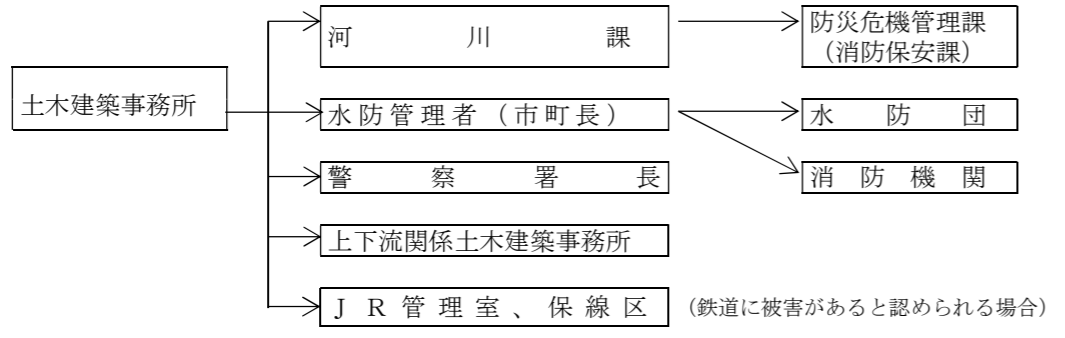 河川課
防災危機管理課
（消防保安課）
土木建築事務所
水防管理者（市町長）
水防団
警察署長
消防機関
上下流関係土木建築事務所
ＪＲ管理室、保線区
（鉄道に被害があると認められる場合）